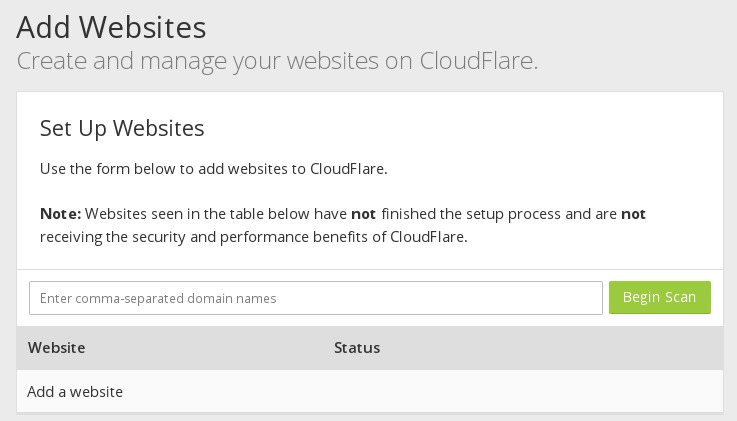 Add Websites
Create and manage your websites on CloudFlare.
Set Up Websites
Use the form below to add websites to CloudFlare.
Note: Websites seen in the table below have not finished the setup process and are not
receiving the security and performance benefits of CloudFlare.
Enter comma-separated domain names
Begin Scan
Website Status
Add a website